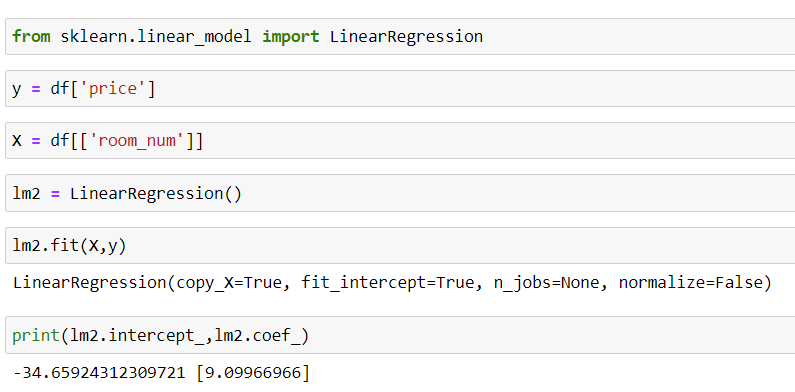 from sklearn.linear_model import LinearRegression
y = df['price']
X = df[['room_num']]
lm2 = LinearRegression()
lm2.fit(X,y)
LinearRegression(copy_X=True, fit_intercept=True, n_jobs=None, normalize=False)
print(lm2.intercept_,lm2.coef_)
-34.65924312309721 [9.09966966]